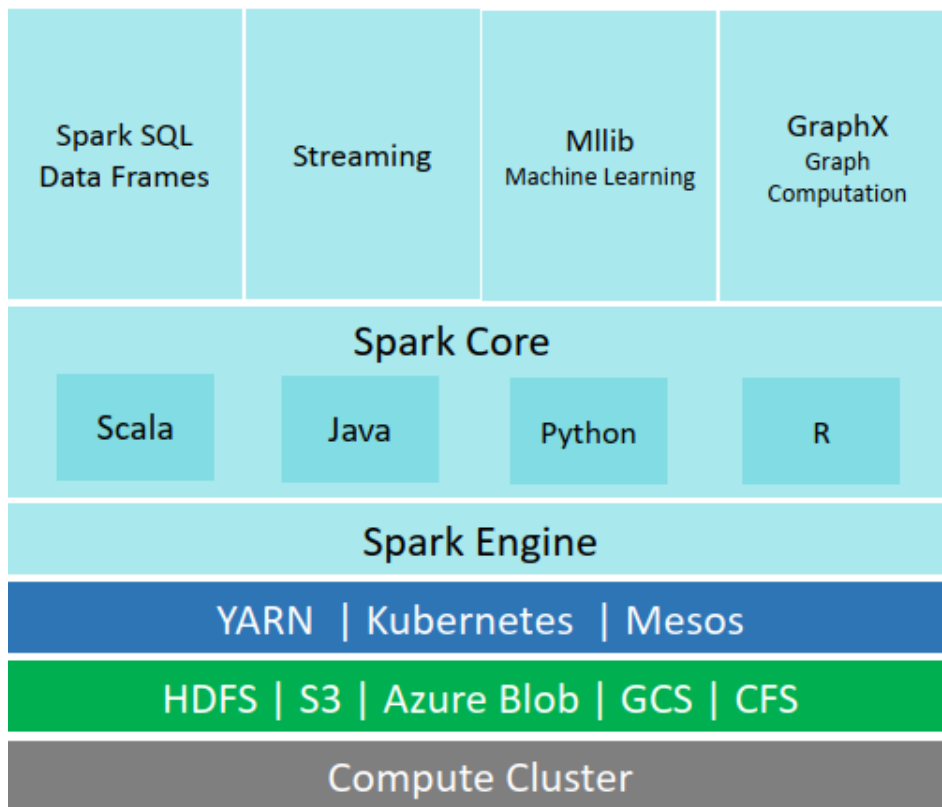 Spark SQL
Data Frames
Streaming
Mllib
Machine Learning
GraphX
Graph
Computation
Spark Core
Scala
Java
Python
R
Spark Engine
YARN | Kubernetes | Mesos
HDFS | S3 | Azure Blob | GCS | CFS
Compute Cluster